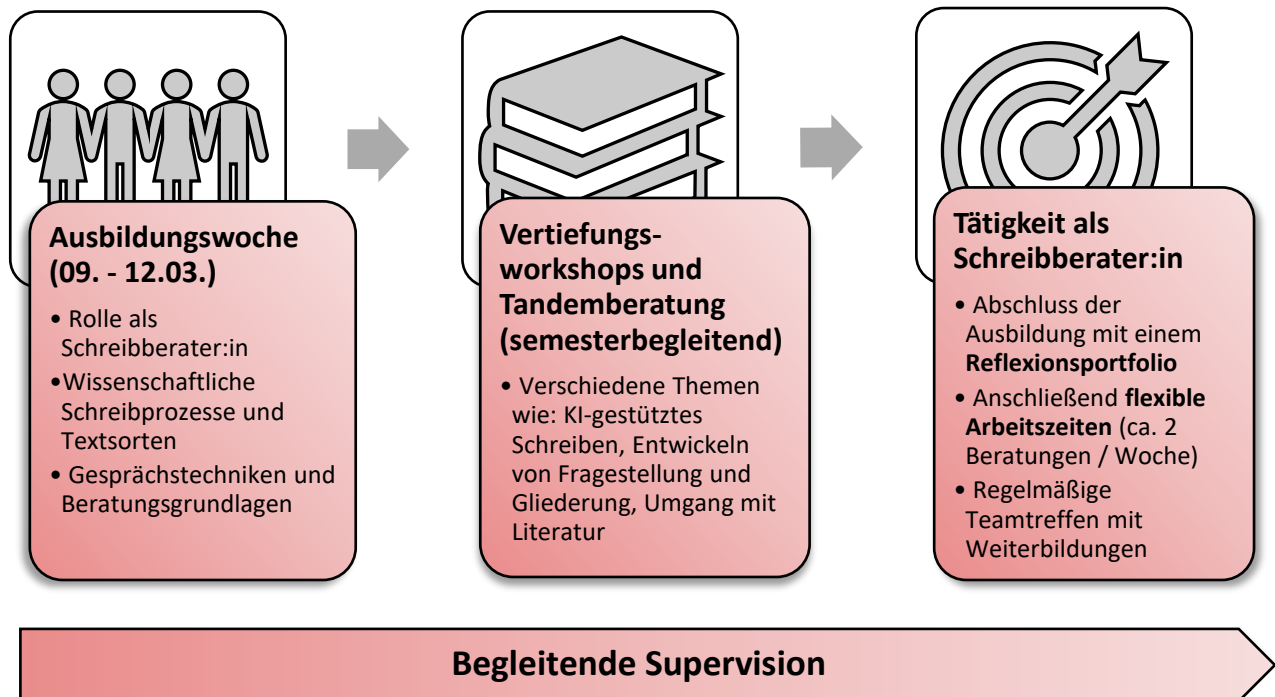 Ausbildungswoche
(09. - 12.03.)
• Rolle als
Schreibberater:in
•Wissenschaftliche
Schreibprozesse und
Textsorten
• Gesprächstechniken und
Beratungsgrundlagen
Vertiefungs-
workshops und
Tandemberatung
(semesterbegleitend)
• Verschiedene Themen
wie: KI-gestütztes
Schreiben, Entwickeln
von Fragestellung und
Gliederung, Umgang mit
Literatur
Tätigkeit als
Schreibberater:in
• Abschluss der
Ausbildung mit einem
Reflexionsportfolio
• Anschließend flexible
Arbeitszeiten (ca. 2
Beratungen / Woche)
• Regelmäßige
Teamtreffen mit
Weiterbildungen
Begleitende Supervision